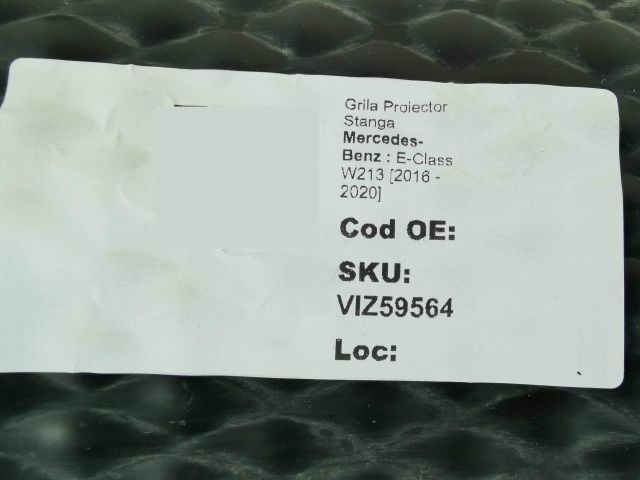 Grila Proiector
Stanga
Mercedes-
Benz : E-Class
W213 [2016 -
2020]
Cod OE:
SKU:
VIZ59564
Loc: